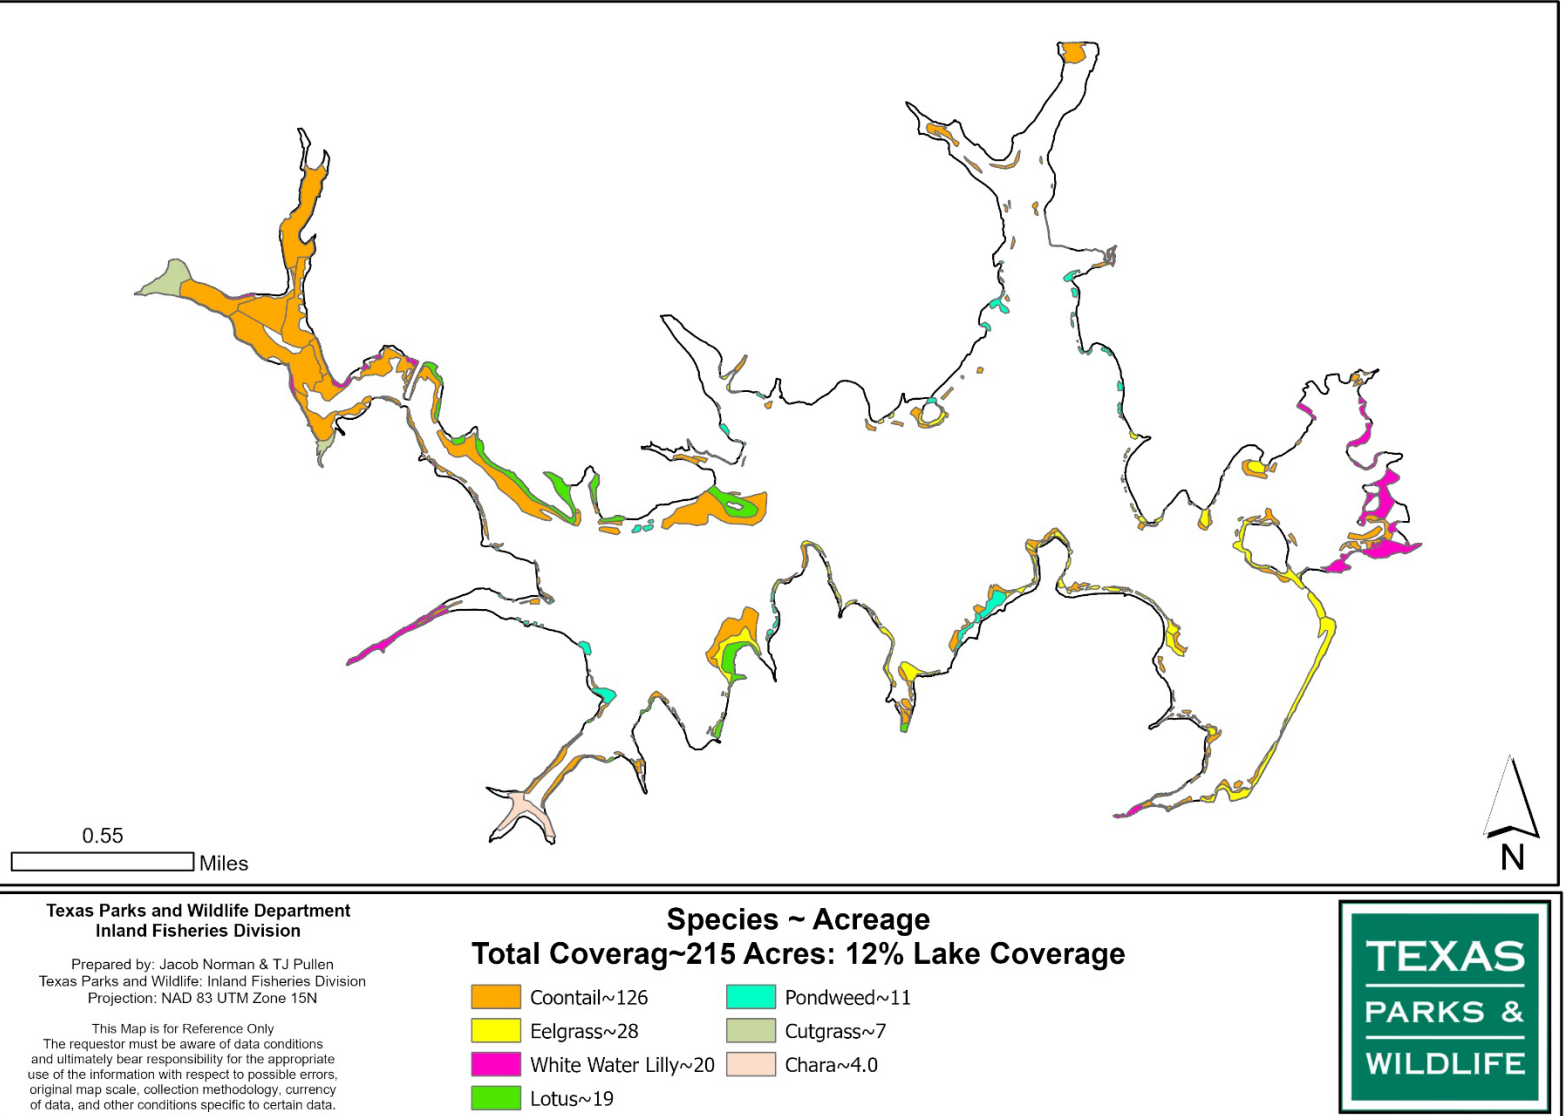 0.55
Miles
N
Texas Parks and Wildlife Department
Inland Fisheries Division
Prepared by: Jacob Norman & TJ Pullen
Texas Parks and Wildlife: Inland Fisheries Division
Projection: NAD 83 UTM Zone 15N
This Map is for Reference Only
The requestor must be aware of data conditions
and ultimately bear responsibility for the appropriate
use of the information with respect to possible errors,
original map scale, collection methodology, currency
of data, and other conditions specific to certain data.
Species ~ Acreage
Total Coverag~215 Acres: 12% Lake Coverage
Coontail~126
Eelgrass~28
White Water Lilly~20
Lotus~19
Pondweed~11
Cutgrass~7
Chara~4.0
TEXAS
PARKS &
WILDLIFE